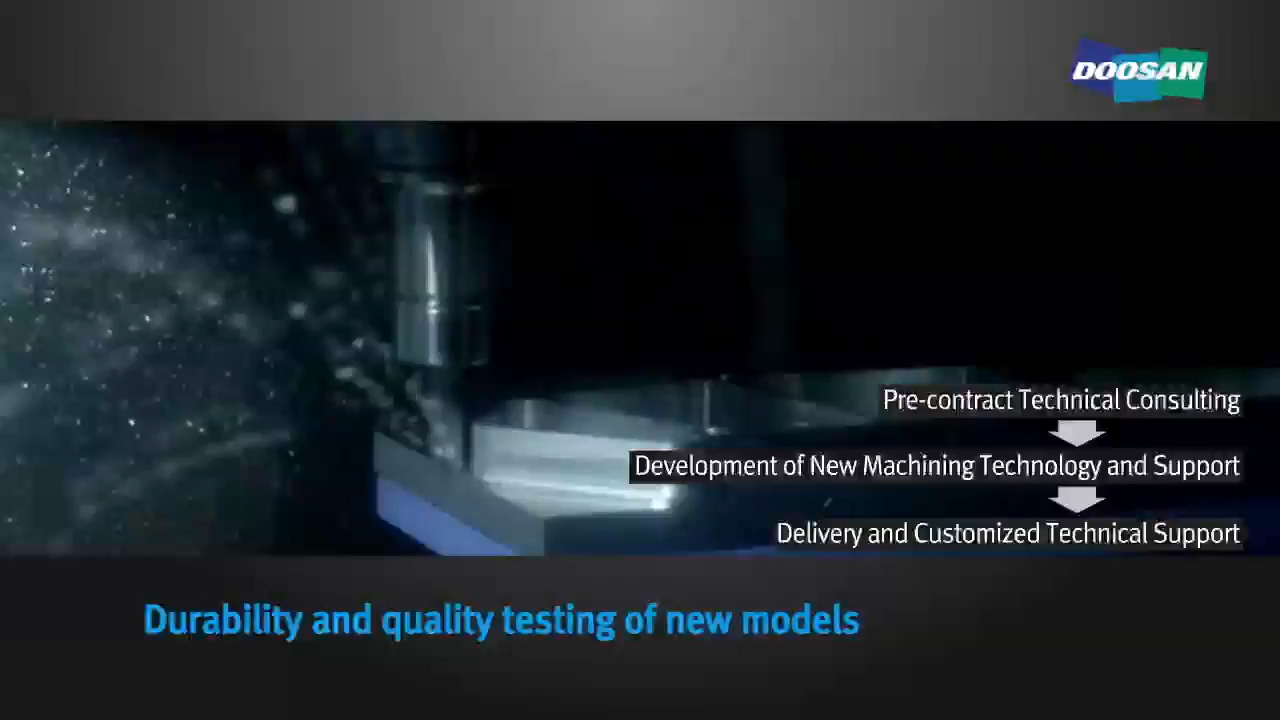 DOOSAN
Pre-contract Technical Consulting
Development of New Machining Technology and Support
Delivery and Customized Technical Support
Durability and quality testing of new models